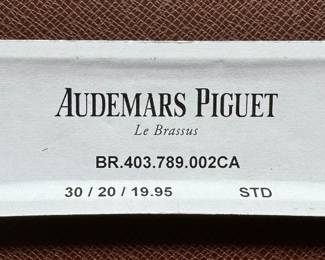 AUDEMARS PIGUET
Le Brassus
BR.403.789.002CA
30 / 20 / 19.95 STD